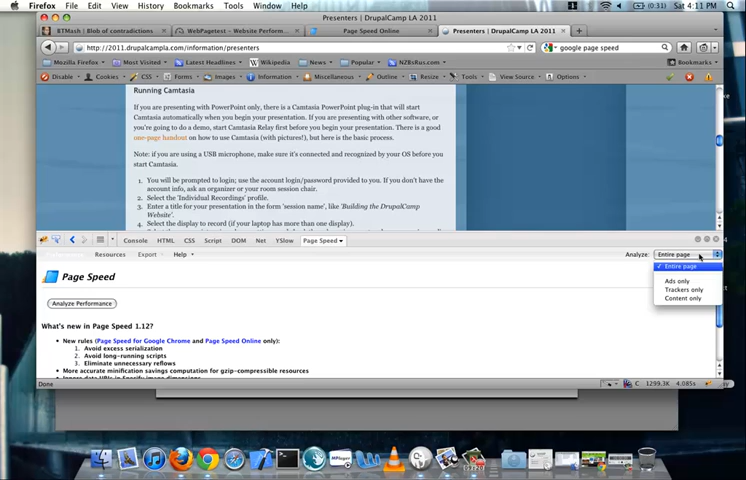 Firefox File Edit View History Bookmarks Tools Window Help (0:31) Sat 4:11 PM
Presenters | DrupalCamp LA 2011
BTMash | Blob of contradictions
WebPagetest – Website Perform...
Page Speed Online
Presenters | DrupalCamp LA 2011
http://2011.drupalcampla.com/information/presenters
google page speed
Mozilla Firefox Most Visited Latest Headlines Wikipedia News Popular NZBsRus.com Bookmarks
Disable CSS Forms Images Information Miscellaneous Outline Resize Tools View Source Options
Running Camtasia
If you are presenting with PowerPoint only, there is a Camtasia PowerPoint plug-in that will start
Camtasia automatically when you begin your presentation. If you are presenting with other software, or
you're going to do a demo, start Camtasia Relay first before you begin your presentation. There is a good
one-page handout on how to use Camtasia (with pictures!), but here is the basic process.
Note: if you are using a USB microphone, make sure it's connected and recognized by your OS before you
start Camtasia.
1. You will be prompted to login; use the account login/password provided to you. If you don't have the
account info, ask an organizer or your room session chair.
2. Select the 'Individual Recordings' profile.
3. Enter a title for your presentation in the form 'session name', like 'Building the DrupalCamp
Website'.
4. Select the display to record (if your laptop has more than one display).
Console HTML CSS Script DOM Net YSlow Page Speed
Resources Export Help Analyze: Entire page
Entire page
Ads only
Trackers only
Content only
Page Speed
Analyze Performance
What's new in Page Speed 1.12?
• New rules (Page Speed for Google Chrome and Page Speed Online only):
1. Avoid excess serialization
2. Avoid long-running scripts
3. Eliminate unnecessary reflows
• More accurate minification savings computation for gzip-compressible resources
Done 1299.3K 4.085s